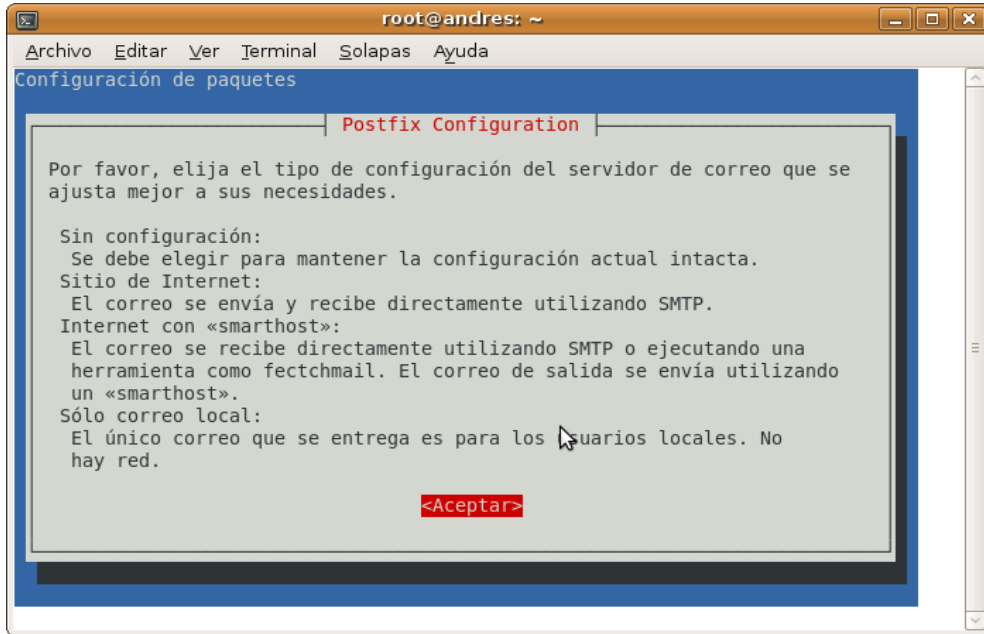 root@andres: ~
Archivo Editar Ver Terminal Solapas Ayuda
Configuración de paquetes
Postfix Configuration
Por favor, elija el tipo de configuración del servidor de correo que se
ajusta mejor a sus necesidades.
Sin configuración:
Se debe elegir para mantener la configuración actual intacta.
Sitio de Internet:
El correo se envía y recibe directamente utilizando SMTP.
Internet con «smarthost»:
El correo se recibe directamente utilizando SMTP o ejecutando una
herramienta como fectchmail. El correo de salida se envía utilizando
un «smarthost».
Sólo correo local:
El único correo que se entrega es para los usuarios locales. No
hay red.
<Aceptar>